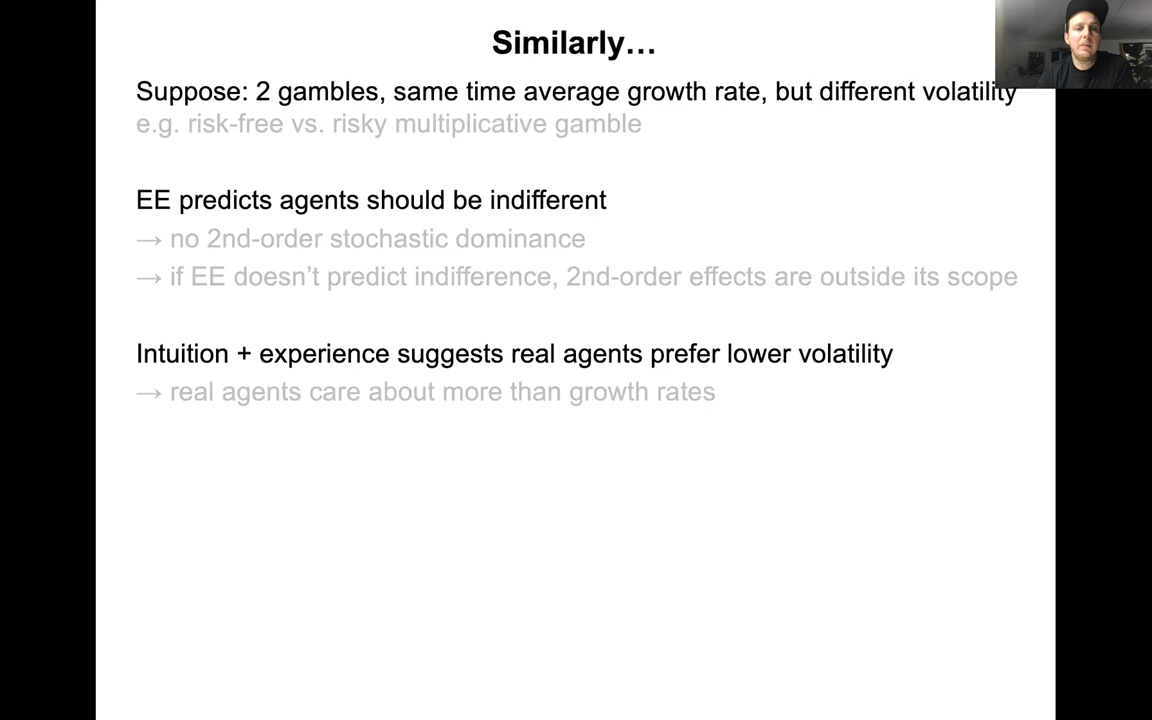 Similarly…
Suppose: 2 gambles, same time average growth rate, but different volatility
e.g. risk-free vs. risky multiplicative gamble
EE predicts agents should be indifferent
→ no 2nd-order stochastic dominance
→ if EE doesn’t predict indifference, 2nd-order effects are outside its scope
Intuition + experience suggests real agents prefer lower volatility
→ real agents care about more than growth rates